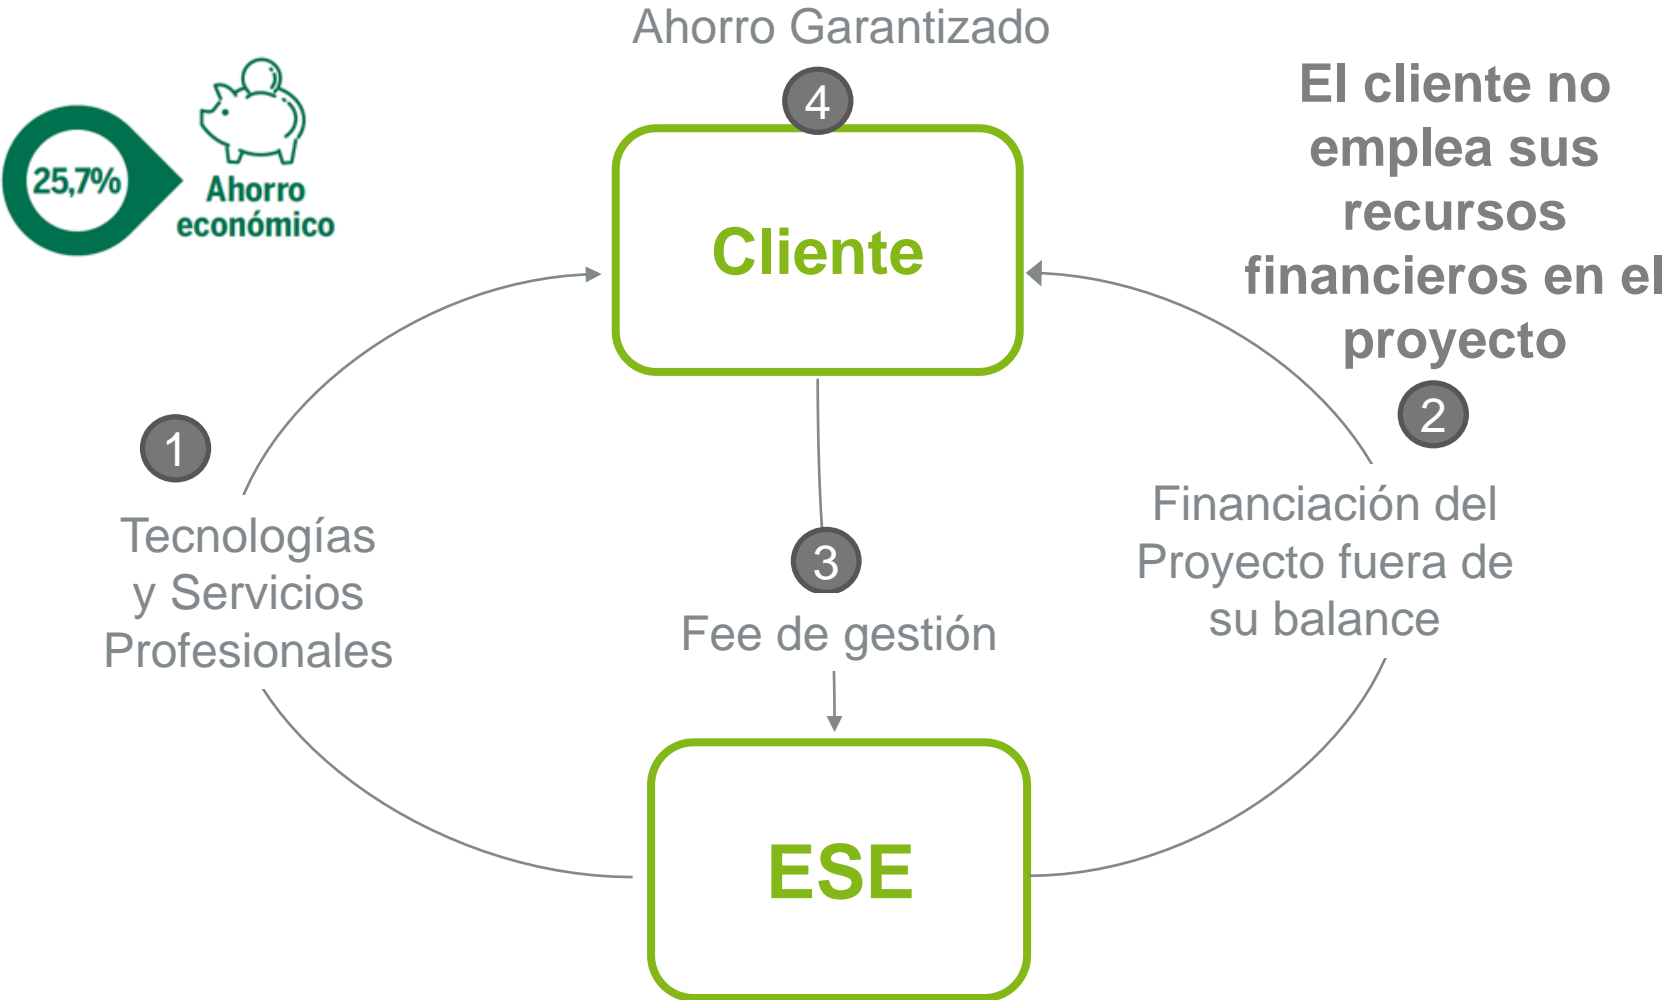 Ahorro Garantizado
4
25,7%
Ahorro
económico
Cliente
El cliente no
emplea sus
recursos
financieros en el
proyecto
1
Tecnologías
y Servicios
Profesionales
2
Financiación del
Proyecto fuera de
su balance
3
Fee de gestión
ESE